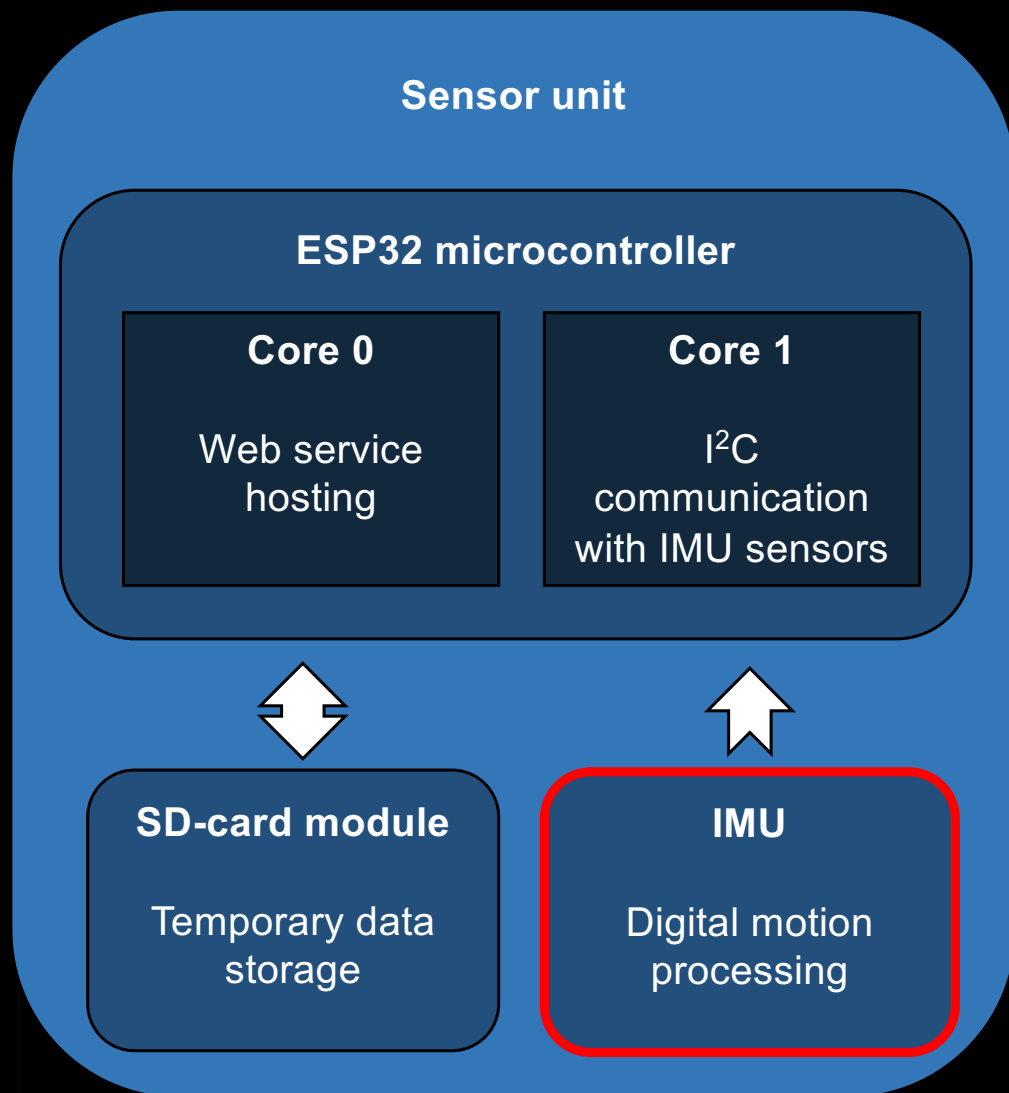 Sensor unit
ESP32 microcontroller
Core 0
Web service
hosting
Core 1
I²C
communication
with IMU sensors
SD-card module
Temporary data
storage
IMU
Digital motion
processing